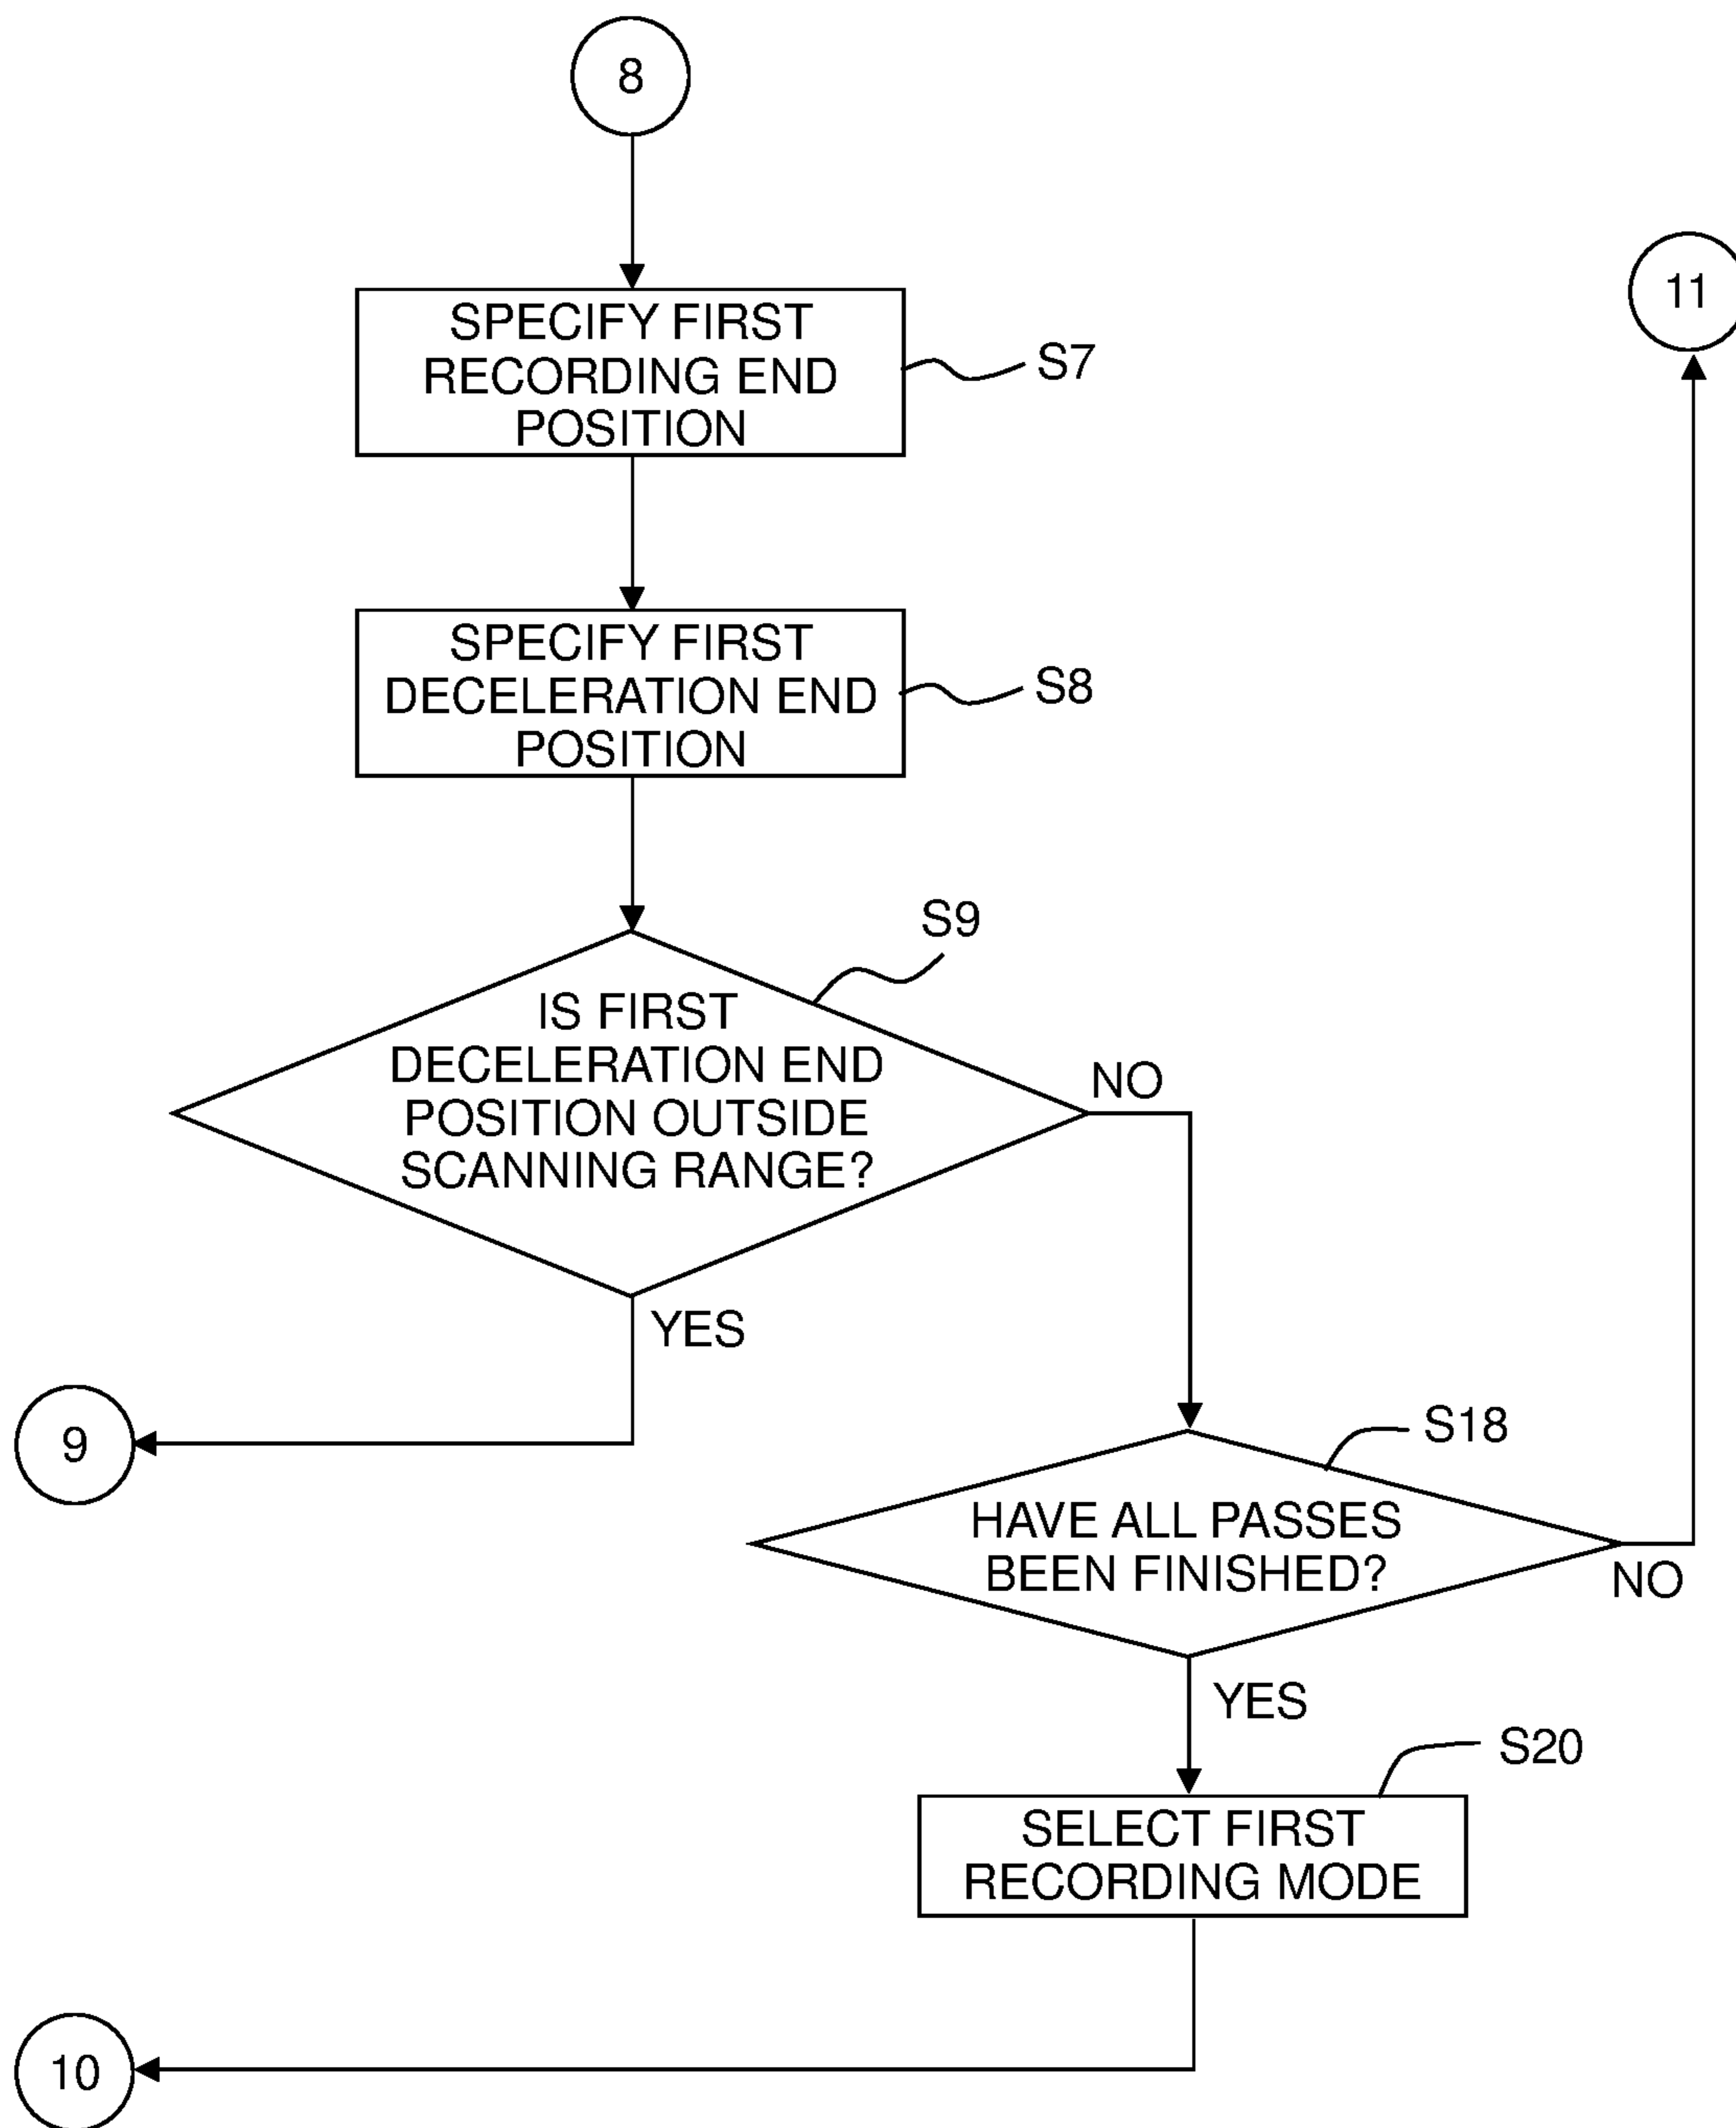 8
11
SPECIFY FIRST
RECORDING END
POSITION
S7
SPECIFY FIRST
DECELERATION END
POSITION
S8
S9
IS FIRST
DECELERATION END
POSITION OUTSIDE
SCANNING RANGE?
NO
YES
9
S18
HAVE ALL PASSES
BEEN FINISHED?
NO
YES
S20
SELECT FIRST
RECORDING MODE
10